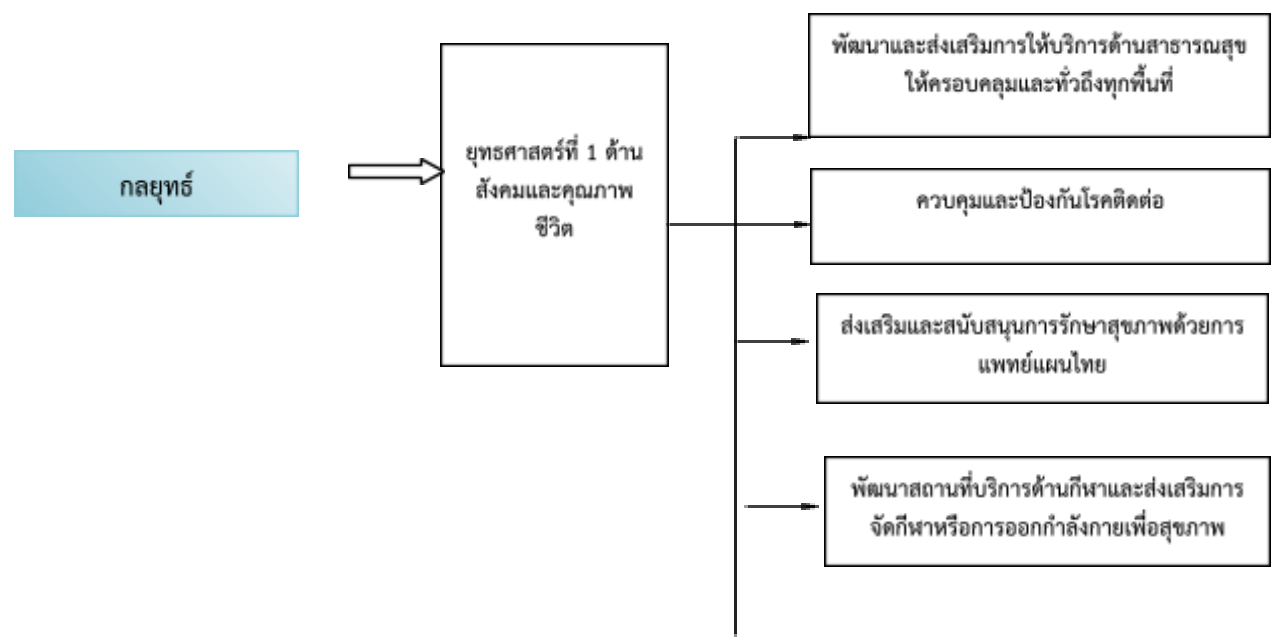 กลยุทธ์
ยุทธศาสตร์ที่ 1 ด้าน
สังคมและคุณภาพ
ชีวิต
พัฒนาและส่งเสริมการให้บริการด้านสาธารณสุข
ให้ครอบคลุมและทั่วถึงทุกพื้นที่
ควบคุมและป้องกันโรคติดต่อ
ส่งเสริมและสนับสนุนการรักษาสุขภาพด้วยการ
แพทย์แผนไทย
พัฒนาสถานที่บริการด้านกีฬาและส่งเสริมการ
จัดกีฬาหรือการออกกำลังกายเพื่อสุขภาพ